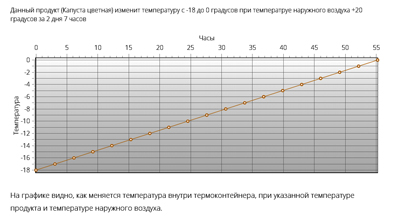 Данный продукт (Капуста цветная) изменит температуру с -18 до 0 градусов при температруе наружного воздуха +20
градусов за 2 дня 7 часов
Часы
0 5 10 15 20 25 30 35 40 45 50 55
Температура
0
-2
-4
-6
-8
-10
-12
-14
-16
-18
На графике видно, как меняется температура внутри термоконтейнера, при указанной температуре
продукта и температуре наружного воздуха.